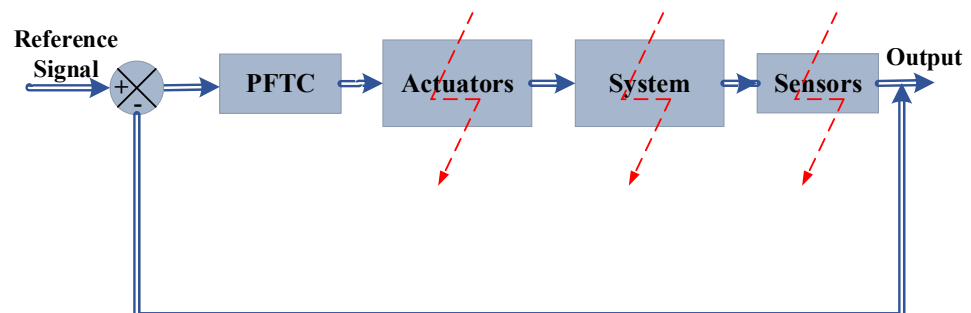 Reference
Signal
+
-
PFTC
Actuators
System
Sensors
Output